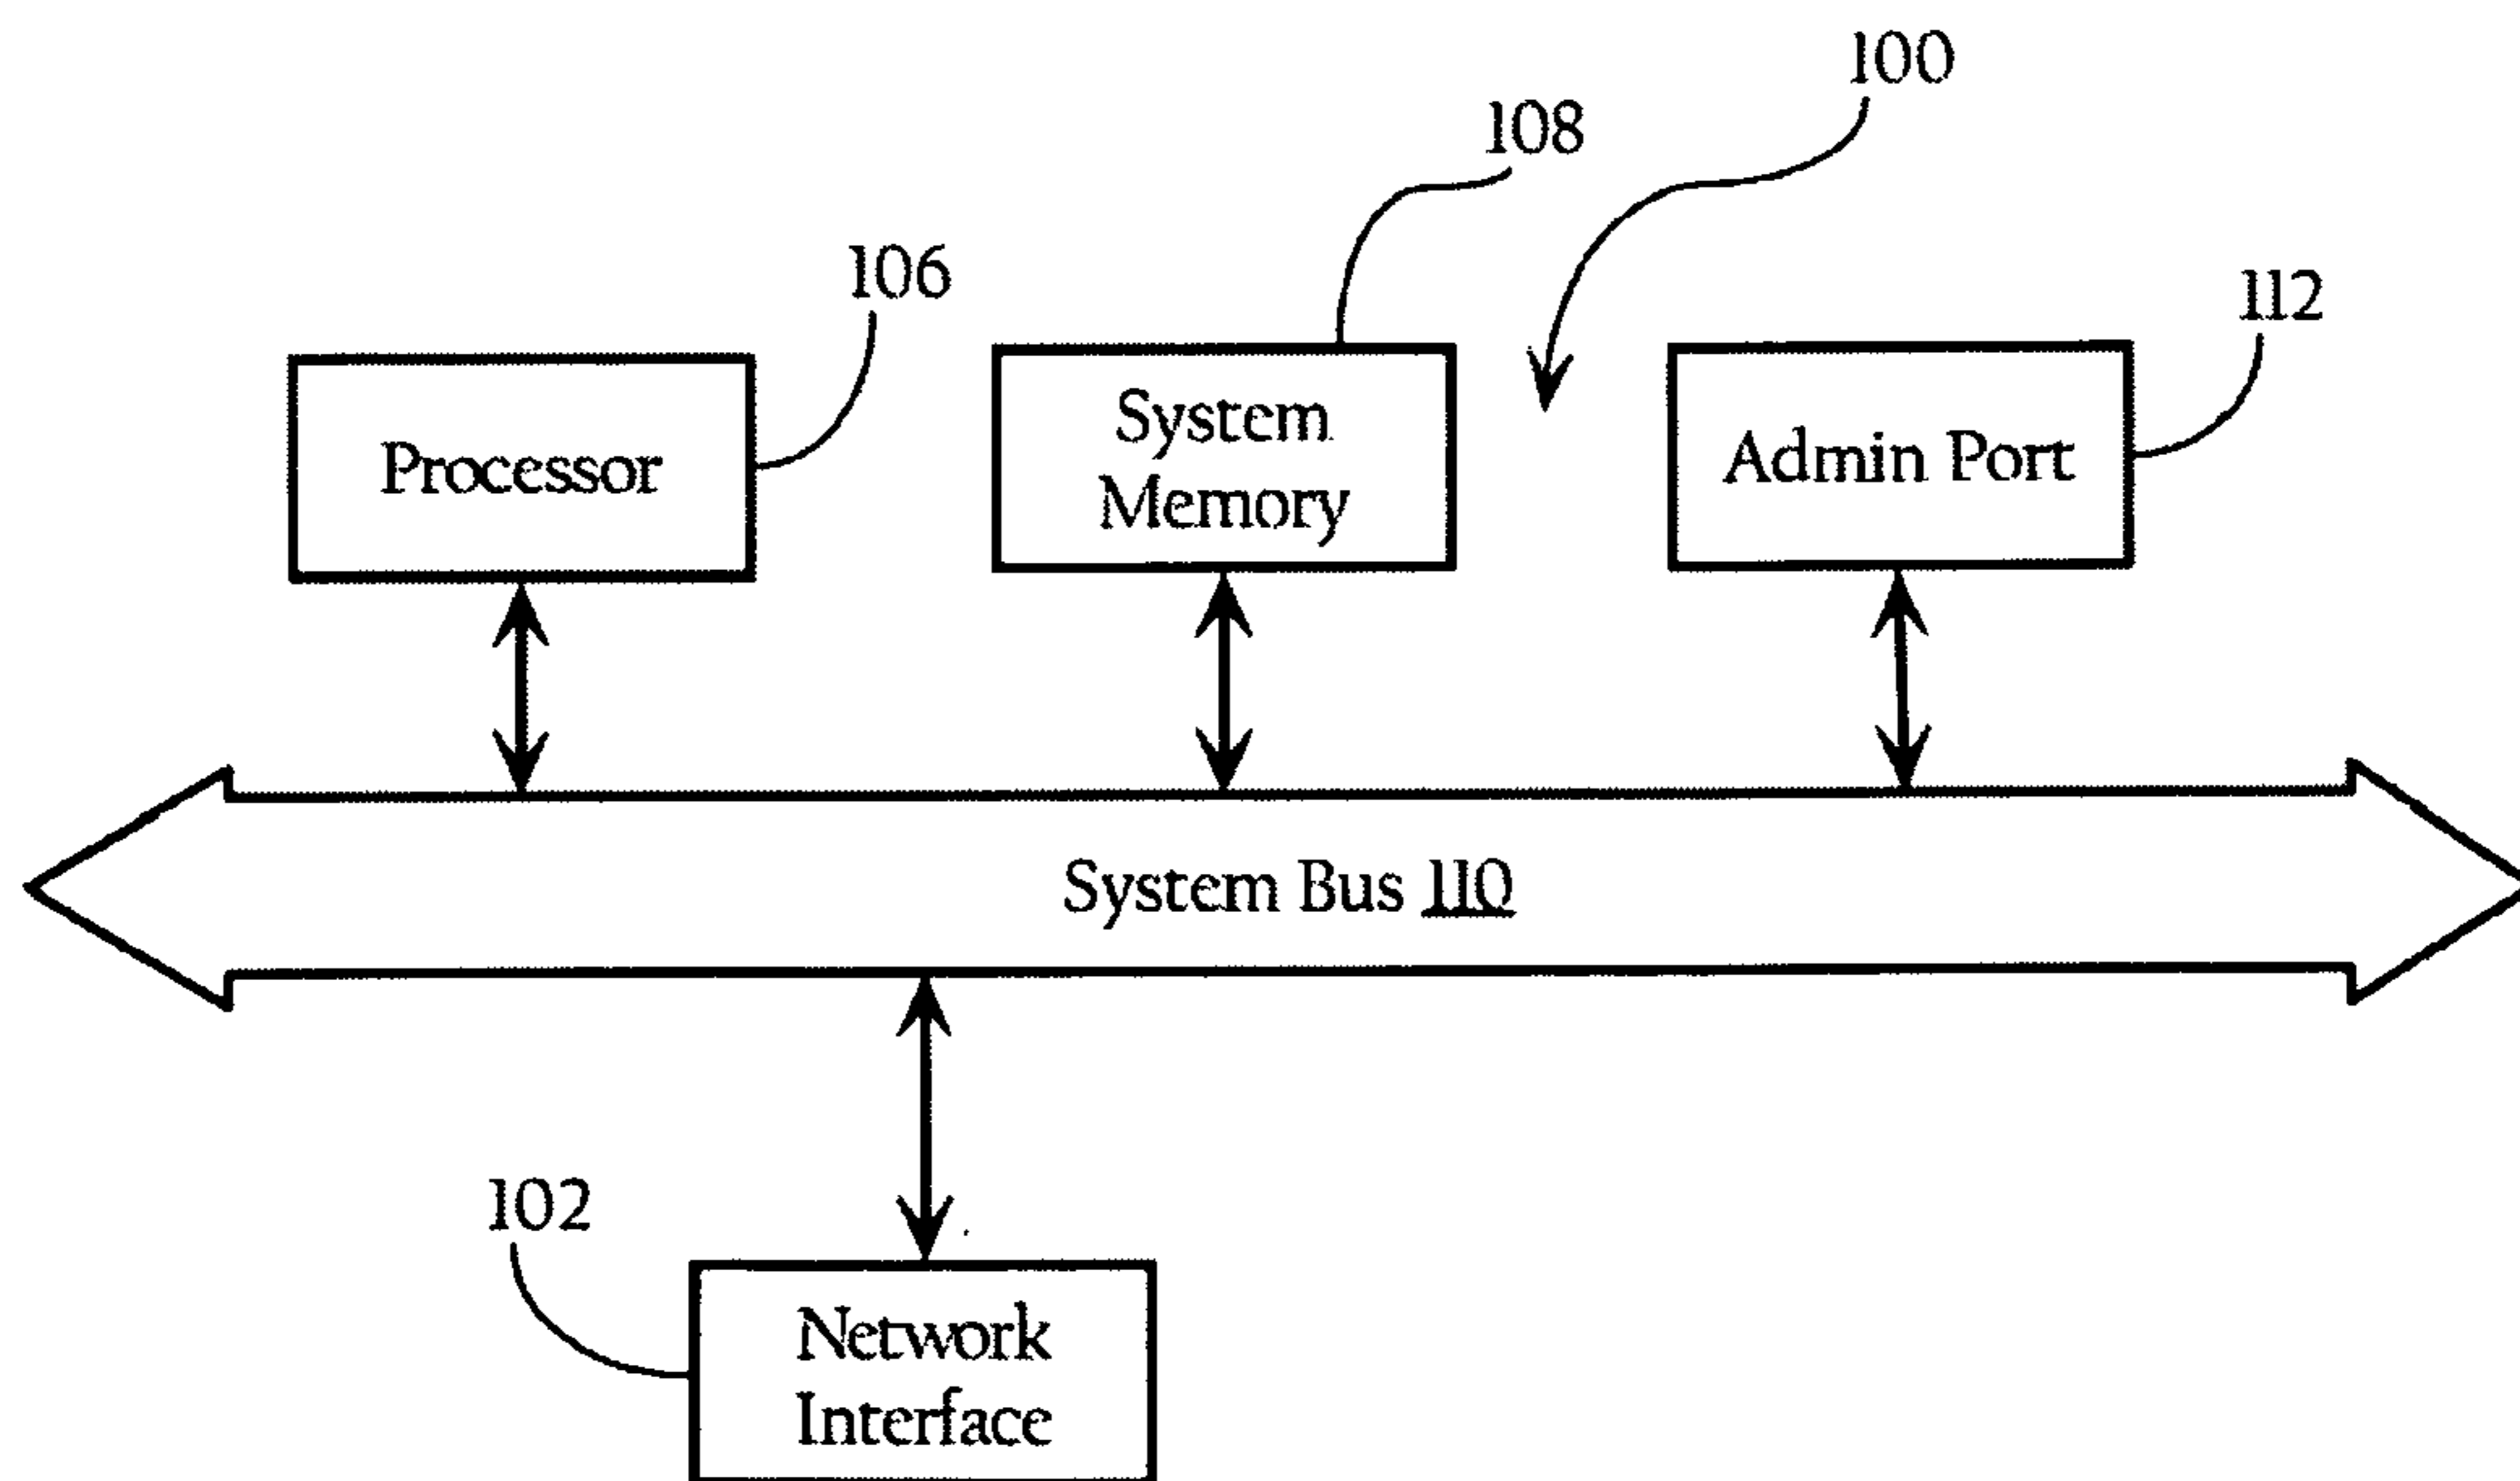 100
108
106
112
Processor
System
Memory
Admin Port
System Bus 110
102
Network
Interface